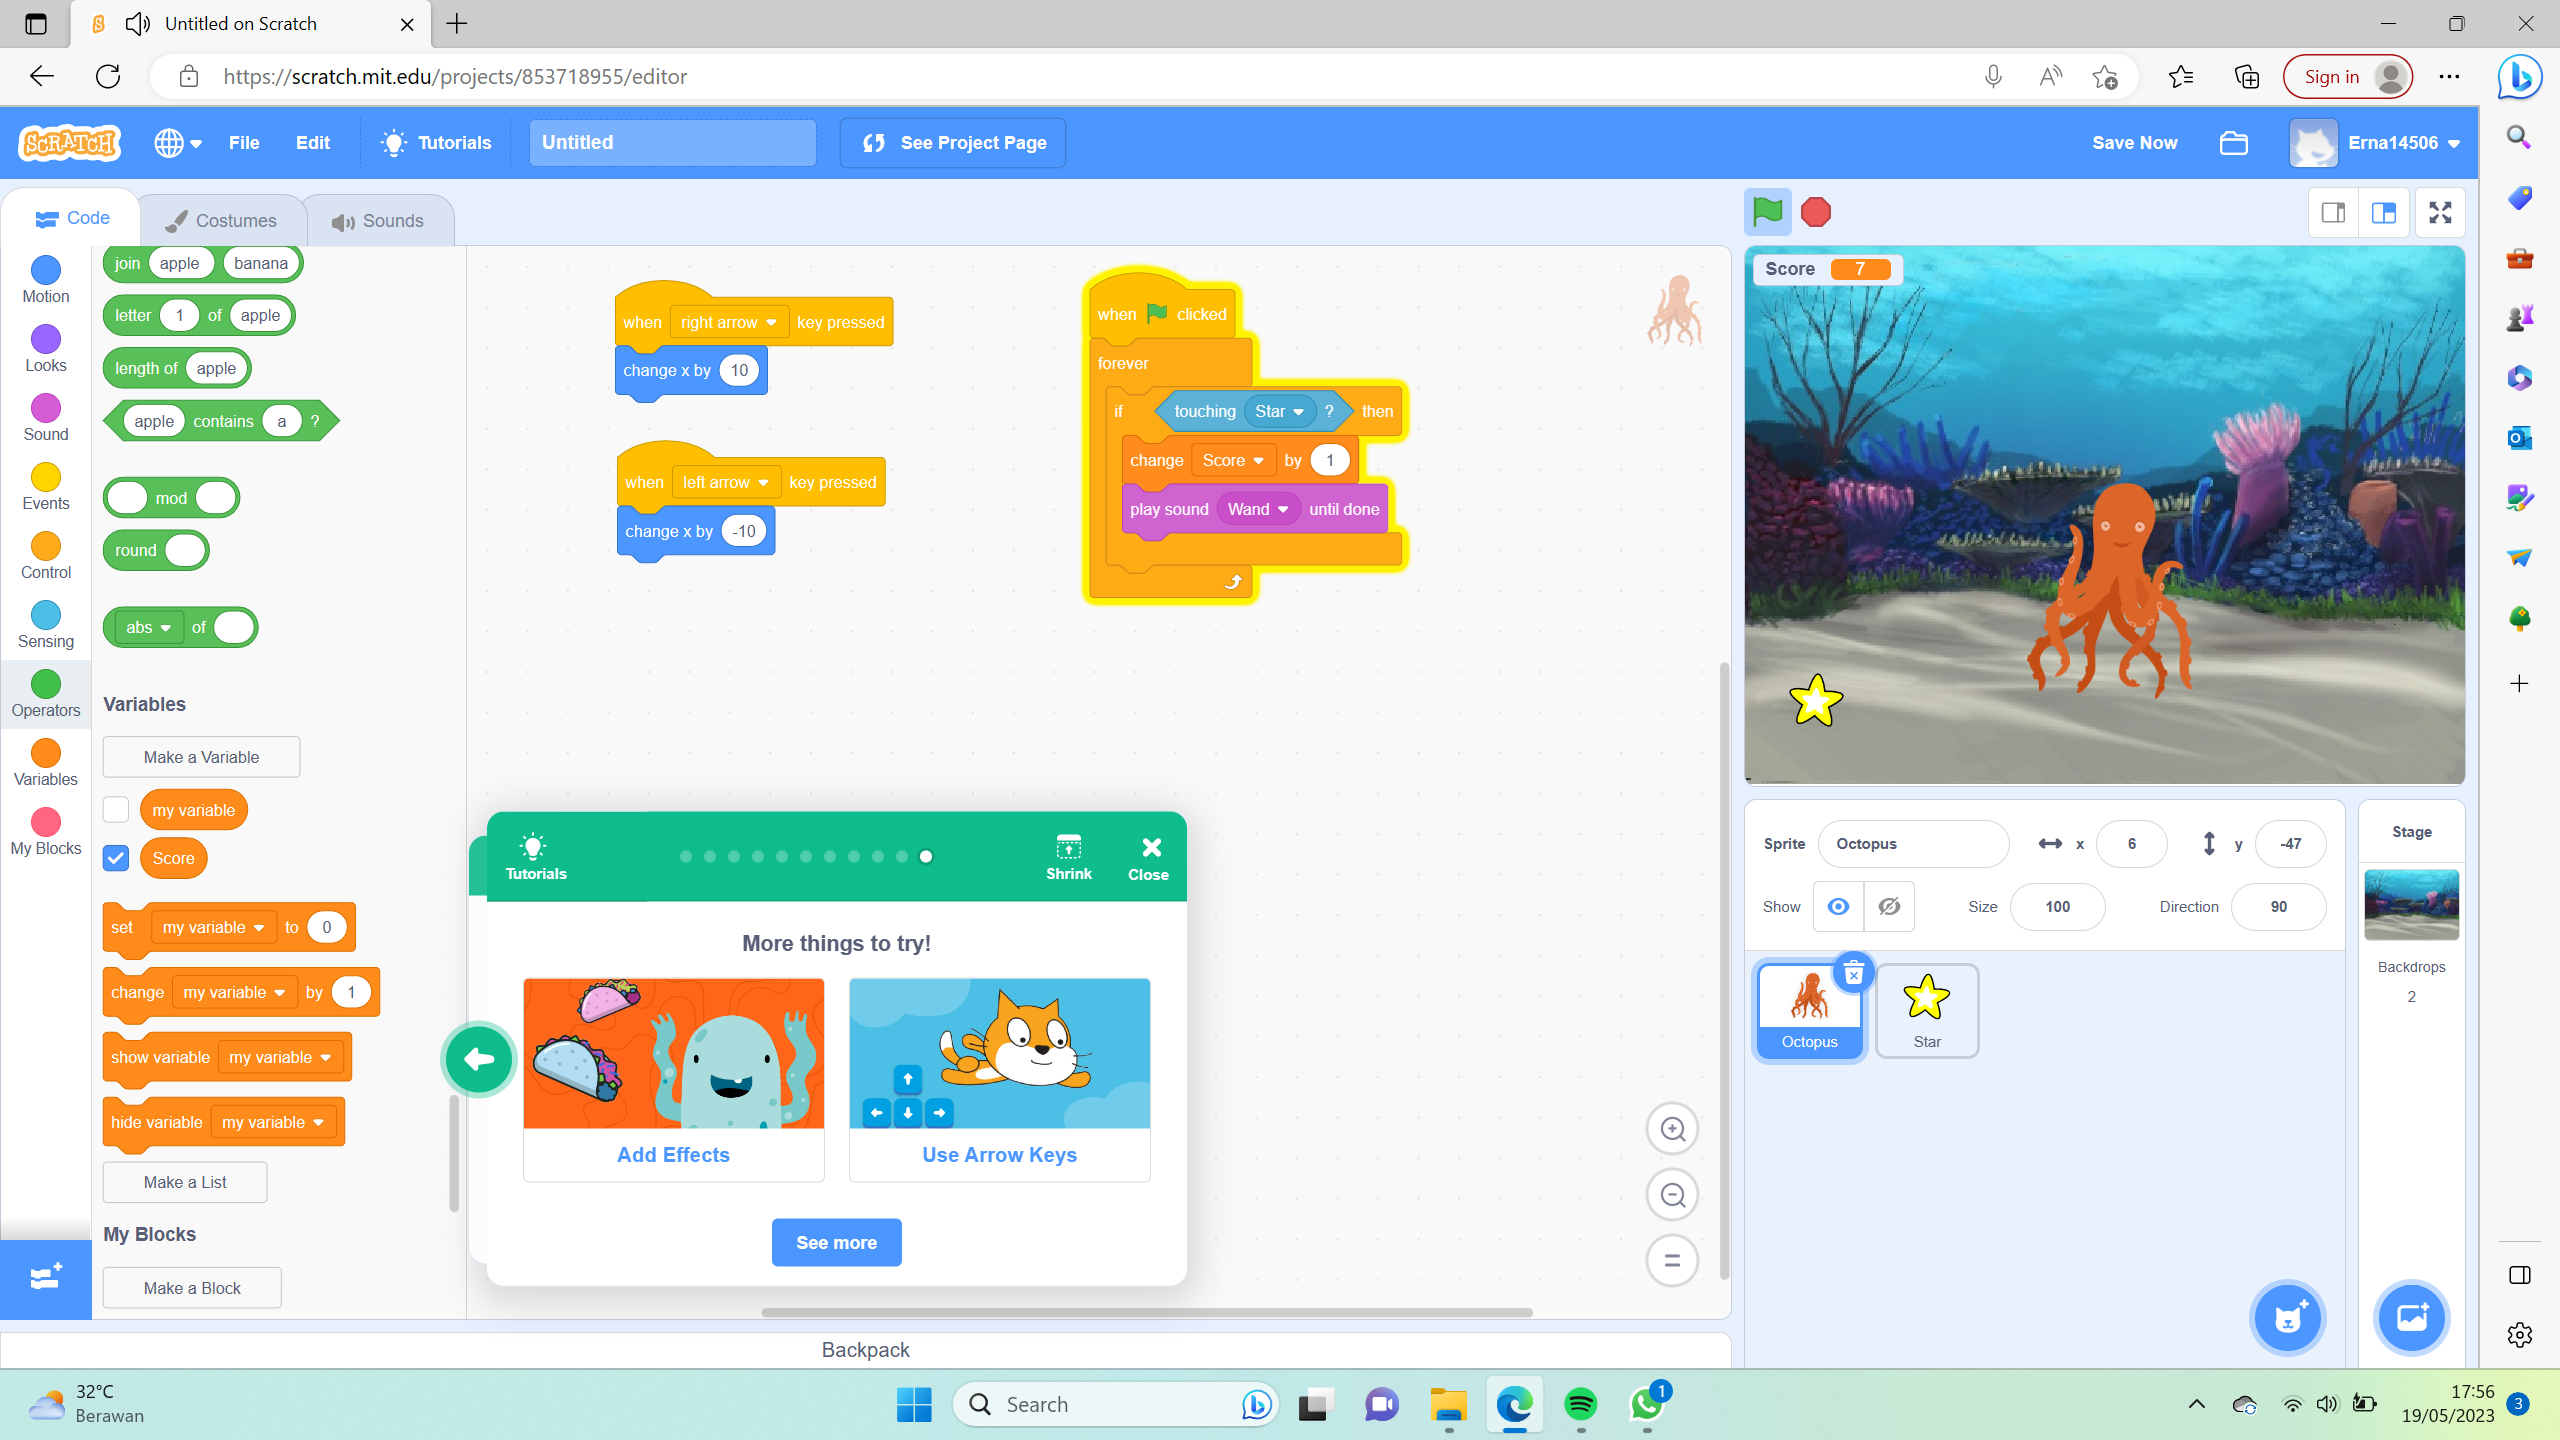 Untitled on Scratch
https://scratch.mit.edu/projects/853718955/editor
Sign in
SCRATCH
File
Edit
Tutorials
Untitled
See Project Page
Save Now
Erna14506
Code
Costumes
Sounds
Motion
Looks
Sound
Events
Control
Sensing
Operators
Variables
My Blocks
join apple banana
letter 1 of apple
length of apple
apple contains a ?
mod
round
abs of
Variables
Make a Variable
my variable
Score
set my variable to 0
change my variable by 1
show variable my variable
hide variable my variable
Make a List
My Blocks
Make a Block
when right arrow key pressed
change x by 10
when left arrow key pressed
change x by -10
when clicked
forever
if touching Star ? then
change Score by 1
play sound Wand until done
Tutorials
Shrink
Close
More things to try!
Add Effects
Use Arrow Keys
See more
Backpack
Score 7
Sprite Octopus x 6 y -47
Show Size 100 Direction 90
Octopus
Star
Stage
Backdrops
2
32°C
Berawan
Search
1
17:56
19/05/2023
3